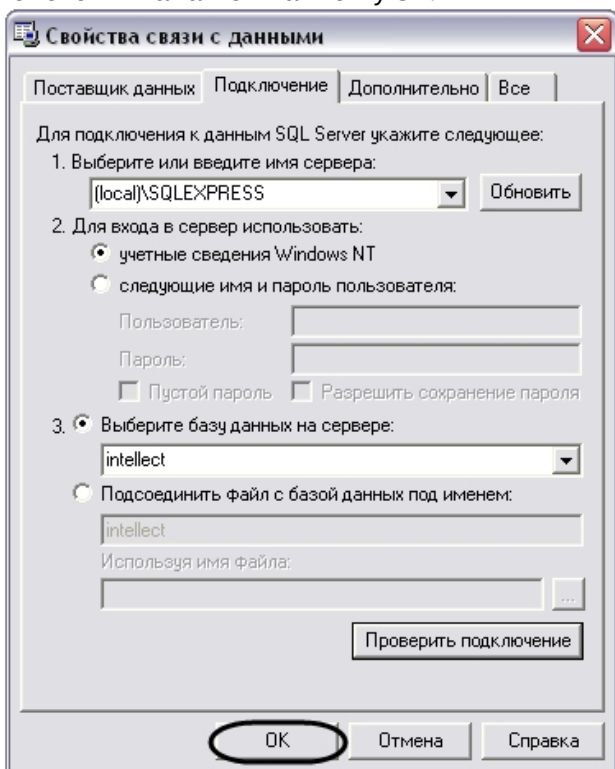 Свойства связи с данными
Поставщик данных Подключение Дополнительно Все
Для подключения к данным SQL Server укажите следующее:
1. Выберите или введите имя сервера:
(local)\SQLEXPRESS Обновить
2. Для входа в сервер использовать:
учетные сведения Windows NT
следующие имя и пароль пользователя:
Пользователь:
Пароль:
Пустой пароль Разрешить сохранение пароля
3. Выберите базу данных на сервере:
intellect
Подсоединить файл с базой данных под именем:
intellect
Используя имя файла:
...
Проверить подключение
OK Отмена Справка